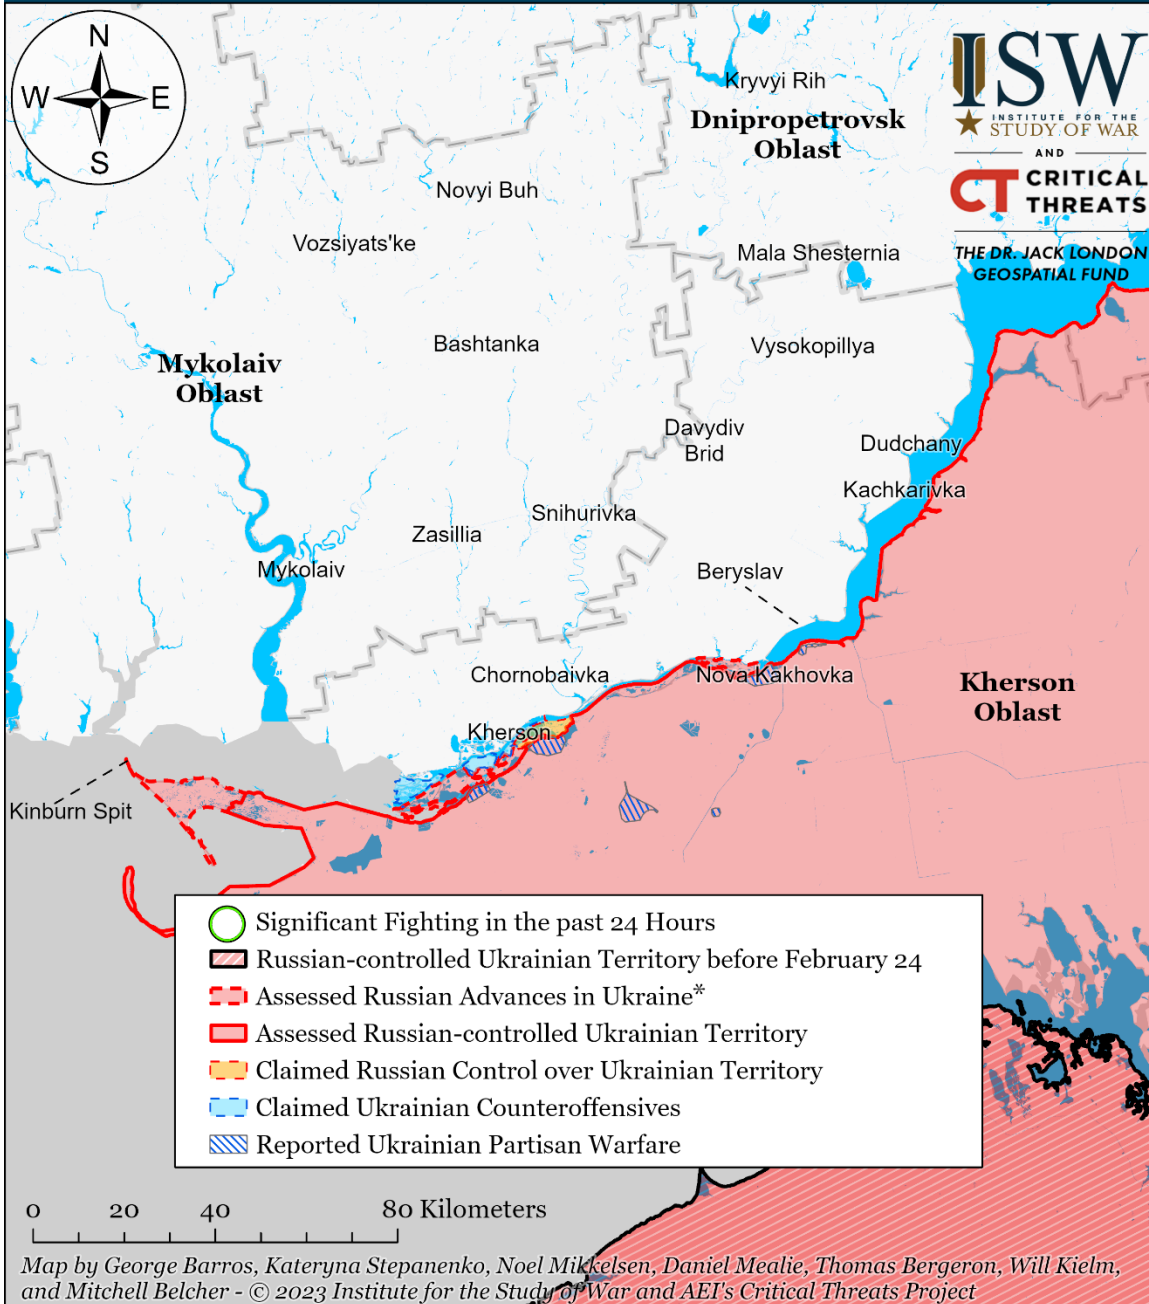 N
W
E
S
ISW
INSTITUTE FOR THE
STUDY OF WAR
AND
CT CRITICAL
THREATS
THE DR. JACK LONDON
GEOSPATIAL FUND
Kryvyi Rih
Dnipropetrovsk
Oblast
Novyi Buh
Vozsiyats'ke
Mala Shesternia
Bashtanka
Vysokopillya
Mykolaiv
Oblast
Davydiv
Brid
Dudchany
Kachkarivka
Snihurivka
Zasillia
Mykolaiv
Beryslav
Chornobaivka
Nova Kakhovka
Kherson
Oblast
Kherson
Kinburn Spit
Significant Fighting in the past 24 Hours
Russian-controlled Ukrainian Territory before February 24
Assessed Russian Advances in Ukraine*
Assessed Russian-controlled Ukrainian Territory
Claimed Russian Control over Ukrainian Territory
Claimed Ukrainian Counteroffensives
Reported Ukrainian Partisan Warfare
0 20 40 80 Kilometers
Map by George Barros, Kateryna Stepanenko, Noel Mikkelsen, Daniel Mealie, Thomas Bergeron, Will Kielm,
and Mitchell Belcher - © 2023 Institute for the Study of War and AEI's Critical Threats Project